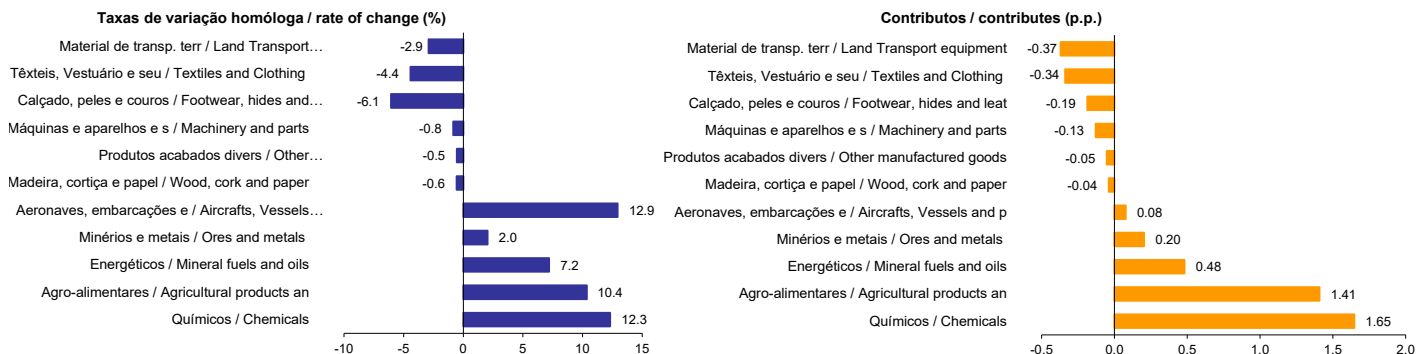 Taxas de variação homóloga / rate of change (%)
Material de transp. terr / Land Transport…
-2.9
Têxteis, Vestuário e seu / Textiles and Clothing
-4.4
Calçado, peles e couros / Footwear, hides and…
-6.1
Máquinas e aparelhos e s / Machinery and parts
-0.8
Produtos acabados divers / Other…
-0.5
Madeira, cortiça e papel / Wood, cork and paper
-0.6
Aeronaves, embarcações e / Aircrafts, Vessels…
12.9
Minérios e metais / Ores and metals
2.0
Energéticos / Mineral fuels and oils
7.2
Agro-alimentares / Agricultural products an
10.4
Químicos / Chemicals
12.3
-10 -5 0 5 10 15
Contributos / contributes (p.p.)
Material de transp. terr / Land Transport equipment
-0.37
Têxteis, Vestuário e seu / Textiles and Clothing
-0.34
Calçado, peles e couros / Footwear, hides and leat
-0.19
Máquinas e aparelhos e s / Machinery and parts
-0.13
Produtos acabados divers / Other manufactured goods
-0.05
Madeira, cortiça e papel / Wood, cork and paper
-0.04
Aeronaves, embarcações e / Aircrafts, Vessels and p
0.08
Minérios e metais / Ores and metals
0.20
Energéticos / Mineral fuels and oils
0.48
Agro-alimentares / Agricultural products an
1.41
Químicos / Chemicals
1.65
-0.5 0.0 0.5 1.0 1.5 2.0